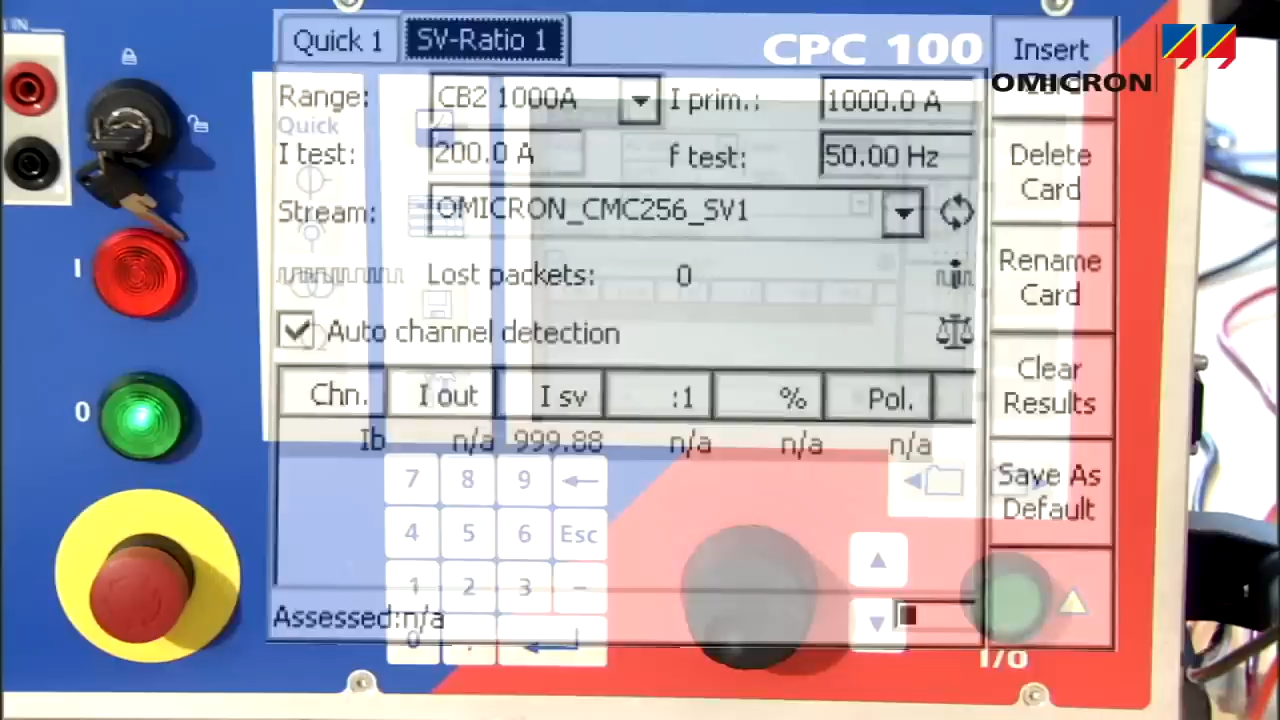 Quick 1
SV-Ratio 1
CPC 100
Insert
OMICRON
Range: CB2 1000A I prim.: 1000.0 A
Quick
I test: 200.0 A f test: 50.00 Hz
Delete
Card
Stream: OMICRON_CMC256_SV1
Lost packets: 0
Rename
Card
Auto channel detection
Clear
Results
Chn. I out I sv :1 % Pol.
Ib n/a 999.88 n/a n/a n/a
Save As
Default
I
0
7 8 9
4 5 6 Esc
1 2 3 -
0 .
Assessed:n/a
I/O